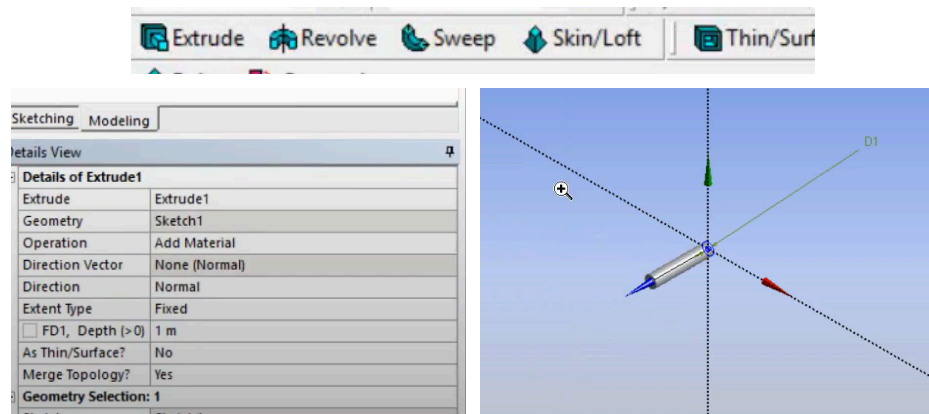 Extrude Revolve Sweep Skin/Loft Thin/Surf
Sketching Modeling
Details View
Details of Extrude1
Extrude Extrude1
Geometry Sketch1
Operation Add Material
Direction Vector None (Normal)
Direction Normal
Extent Type Fixed
FD1, Depth (>0) 1 m
As Thin/Surface? No
Merge Topology? Yes
Geometry Selection: 1
D1